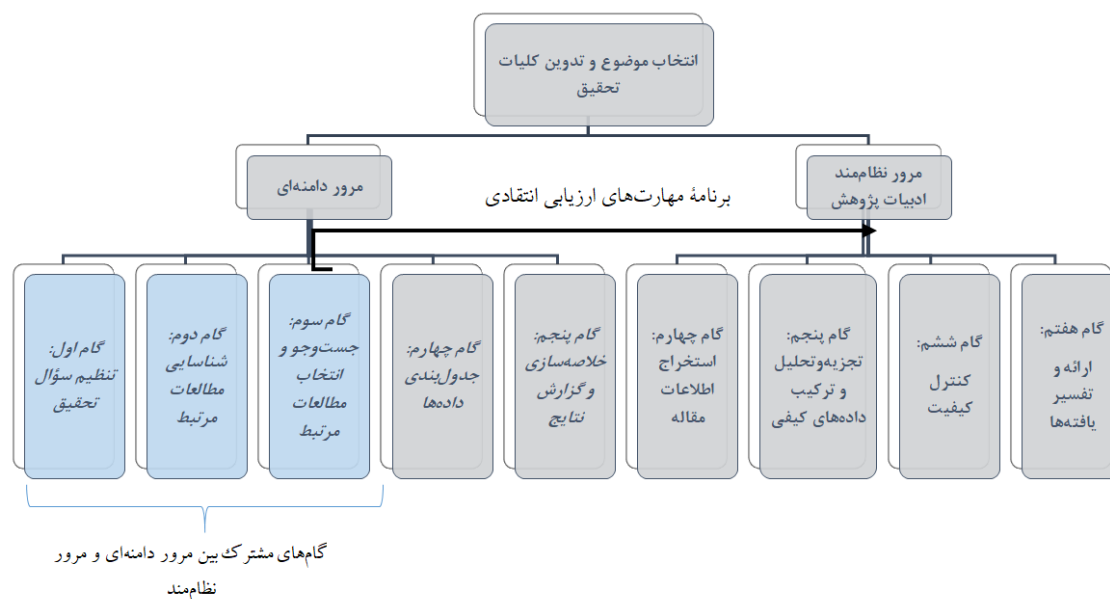 انتخاب موضوع و تدوین کلیات
تحقیق
مرور نظام‌مند
ادبیات پژوهش
مرور دامنه‌ای
برنامۀ مهارت‌های ارزیابی انتقادی
گام اول:
تنظیم سؤال
تحقیق
گام دوم:
شناسایی
مطالعات
مرتبط
گام سوم:
جست‌وجو و
انتخاب
مطالعات
مرتبط
گام چهارم:
جدول‌بندی
داده‌ها
گام پنجم:
خلاصه‌سازی
و گزارش
نتایج
گام چهارم:
استخراج
اطلاعات
مقاله
گام پنجم:
تجزیه‌وتحلیل
و ترکیب
داده‌های کیفی
گام ششم:
کنترل
کیفیت
گام هفتم:
ارائه و
تفسیر
یافته‌ها
گام‌های مشترک بین مرور دامنه‌ای و مرور
نظام‌مند